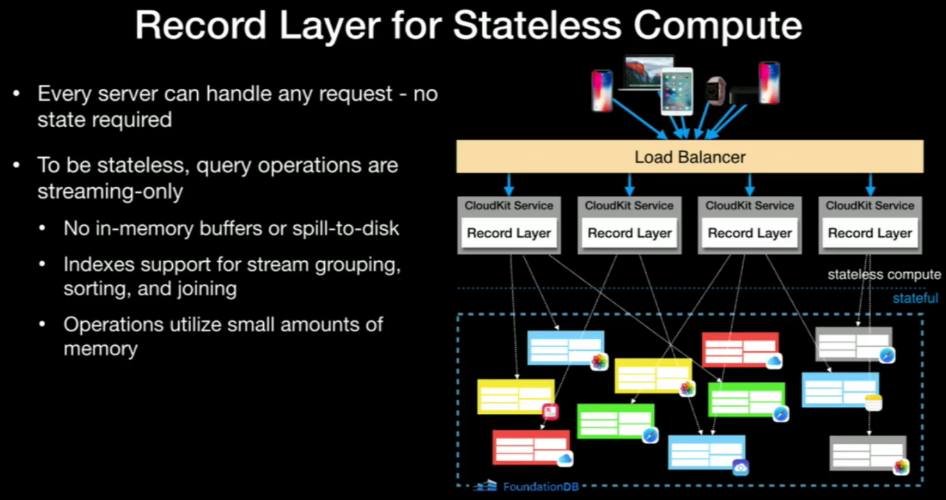 Record Layer for Stateless Compute
• Every server can handle any request - no
state required
• To be stateless, query operations are
streaming-only
• No in-memory buffers or spill-to-disk
• Indexes support for stream grouping,
sorting, and joining
• Operations utilize small amounts of
memory
Load Balancer
CloudKit Service
Record Layer
CloudKit Service
Record Layer
CloudKit Service
Record Layer
CloudKit Service
Record Layer
stateless compute
stateful
FoundationDB